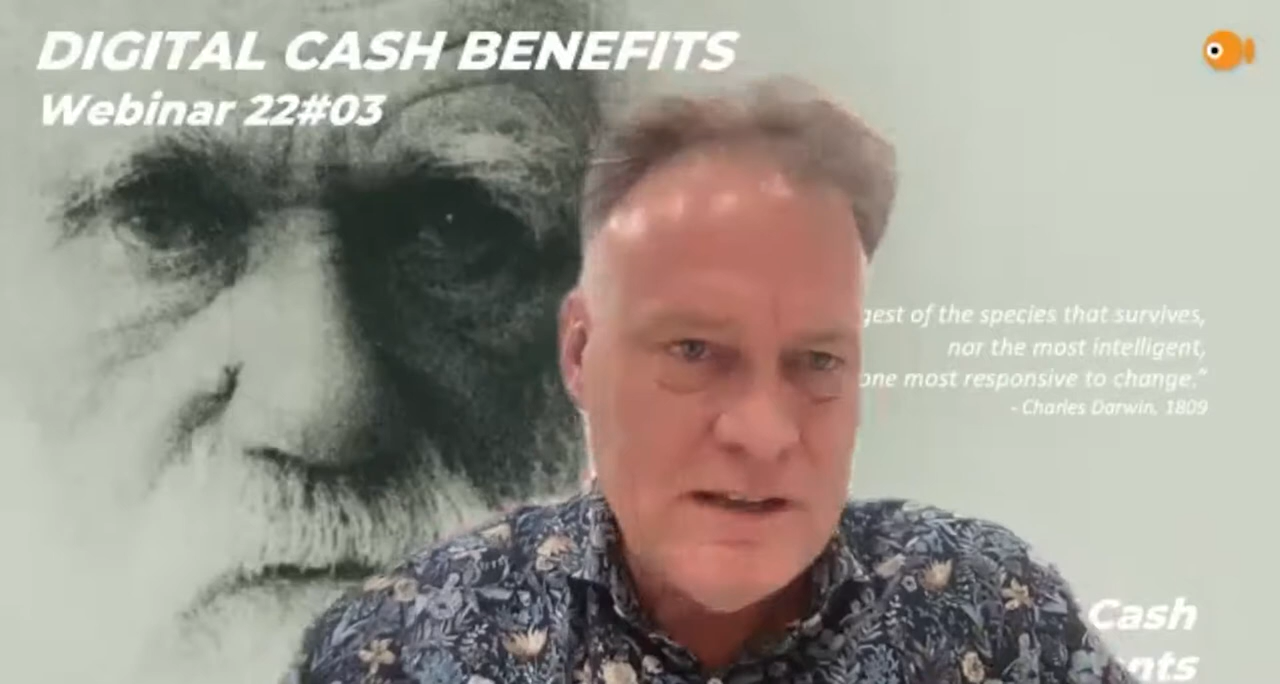 DIGITAL CASH BENEFITS
Webinar 22#03
gest of the species that survives,
nor the most intelligent,
one most responsive to change.”
- Charles Darwin, 1809
Cash
nts